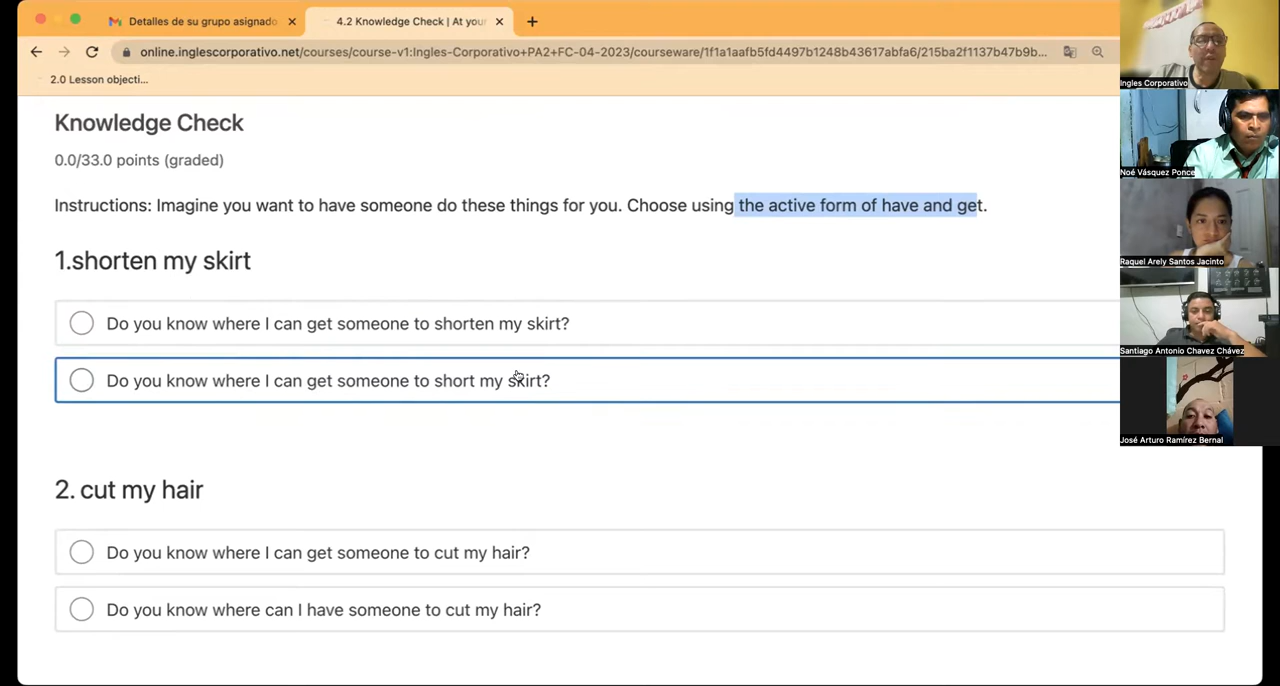 Detalles de su grupo asignado
4.2 Knowledge Check | At your
online.inglescorporativo.net/courses/course-v1:Ingles-Corporativo+PA2+FC-04-2023/courseware/1f1a1aafb5fd4497b1248b43617abfa6/215ba2f1137b47b9b...
2.0 Lesson objecti...
Knowledge Check
0.0/33.0 points (graded)
Instructions: Imagine you want to have someone do these things for you. Choose using the active form of have and get.
1.shorten my skirt
Do you know where I can get someone to shorten my skirt?
Do you know where I can get someone to short my skirt?
2. cut my hair
Do you know where I can get someone to cut my hair?
Do you know where can I have someone to cut my hair?
Ingles Corporativo
Noé Vásquez Ponce
Raquel Arely Santos Jacinto
Santiago Antonio Chavez Chávez
José Arturo Ramírez Bernal